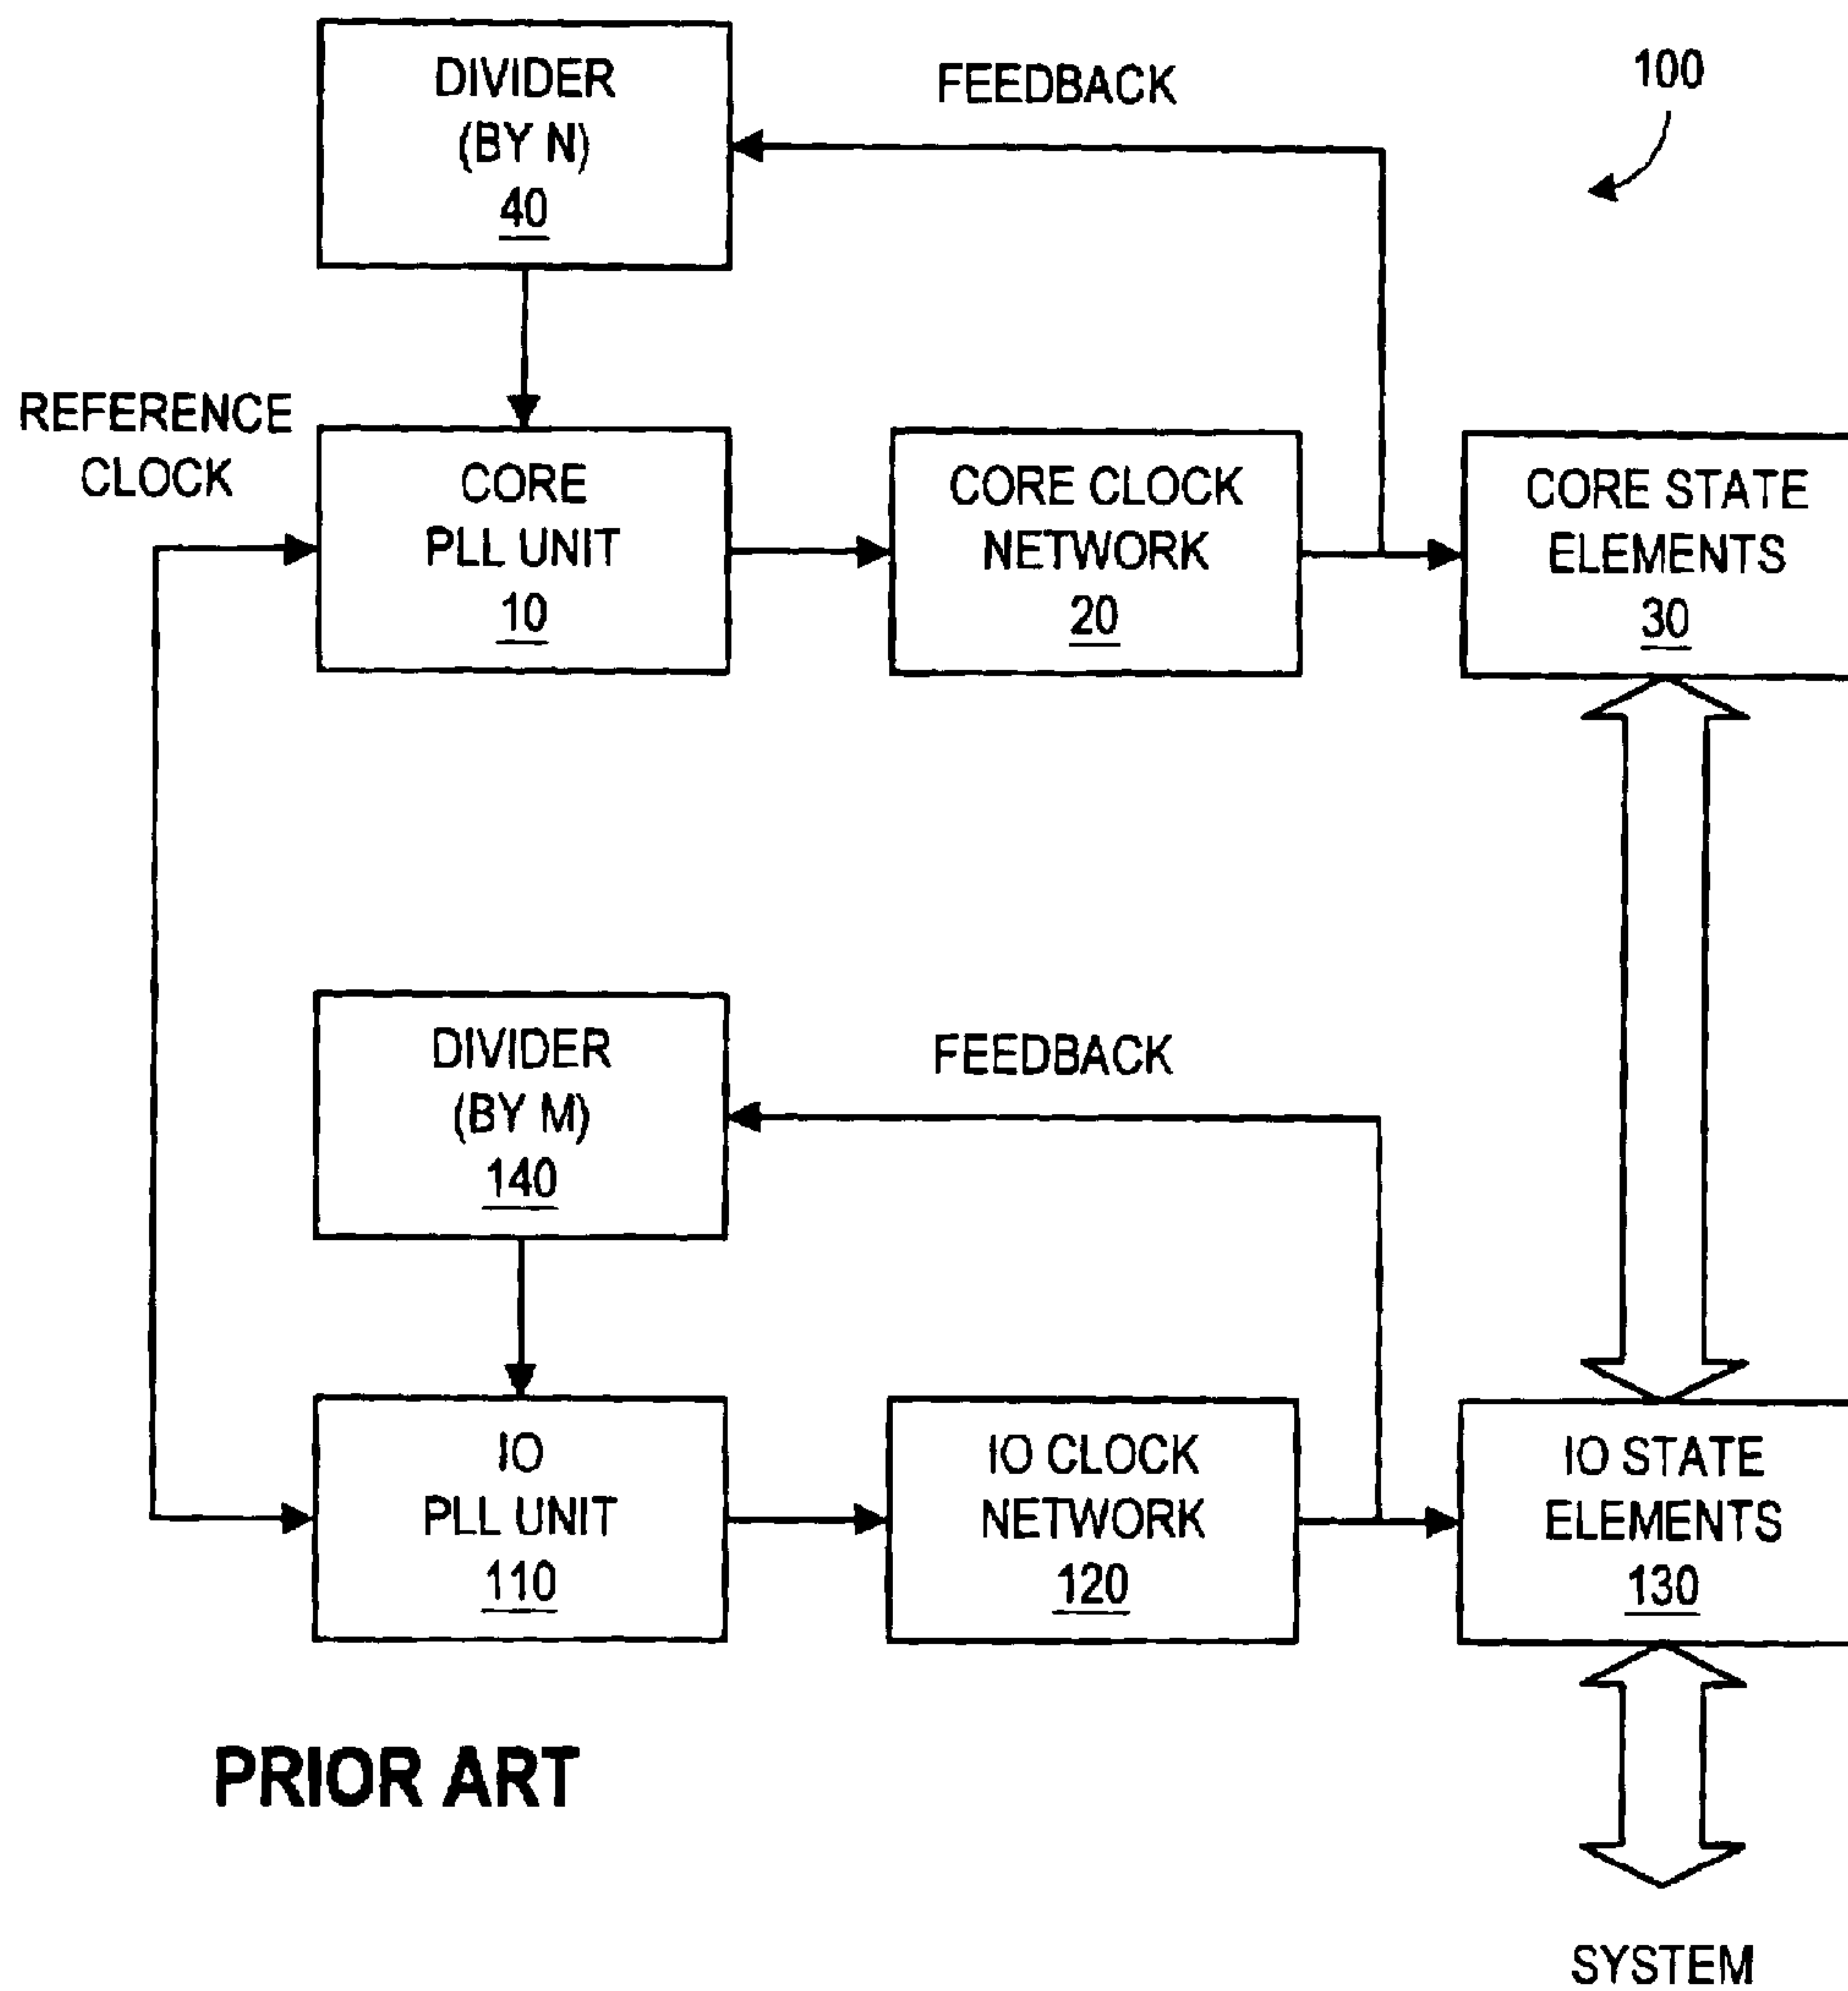 DIVIDER
(BY N)
40
FEEDBACK
100
REFERENCE
CLOCK
CORE
PLL UNIT
10
CORE CLOCK
NETWORK
20
CORE STATE
ELEMENTS
30
DIVIDER
(BY M)
140
FEEDBACK
IO
PLL UNIT
110
IO CLOCK
NETWORK
120
IO STATE
ELEMENTS
130
PRIOR ART
SYSTEM